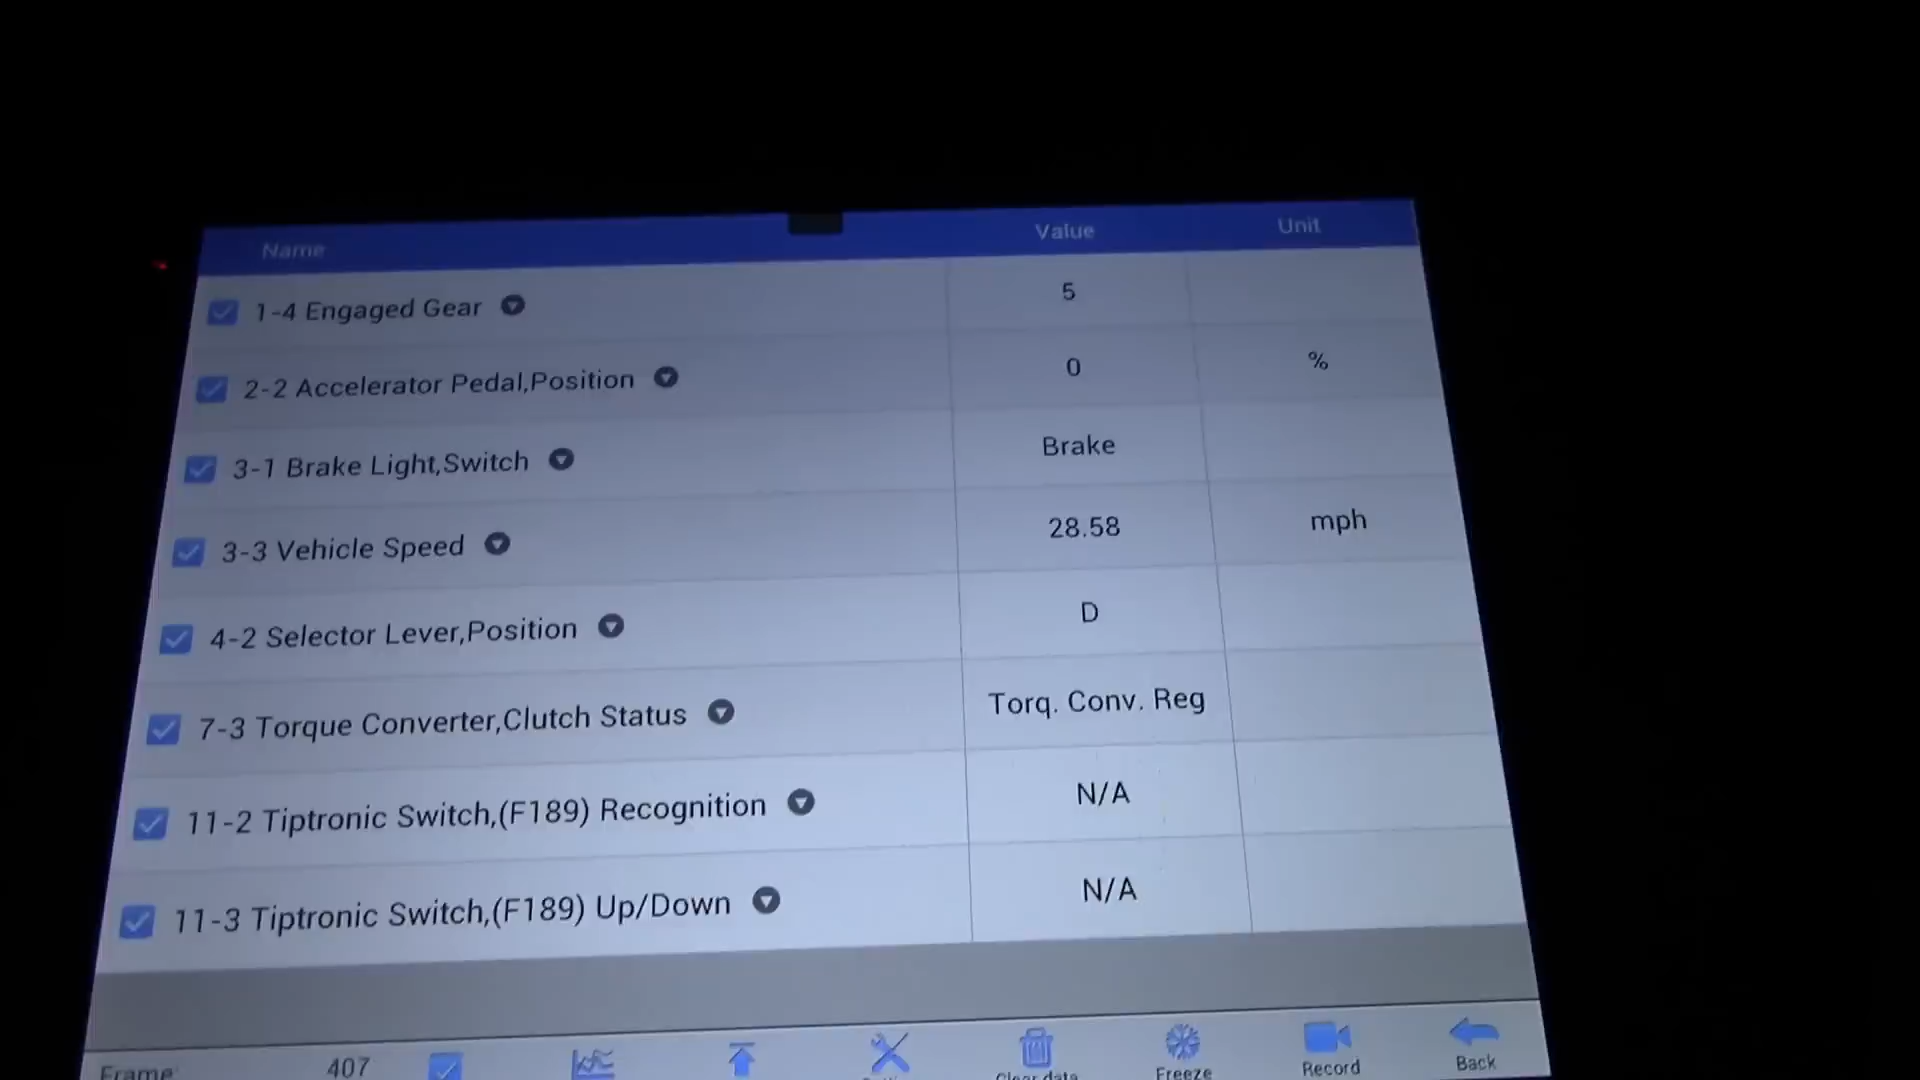 Name Value Unit
1-4 Engaged Gear 5
2-2 Accelerator Pedal,Position 0 %
3-1 Brake Light,Switch Brake
3-3 Vehicle Speed 28.58 mph
4-2 Selector Lever,Position D
7-3 Torque Converter,Clutch Status Torq. Conv. Reg
11-2 Tiptronic Switch,(F189) Recognition N/A
11-3 Tiptronic Switch,(F189) Up/Down N/A
Frame: 407 Clear data Freeze Record Back